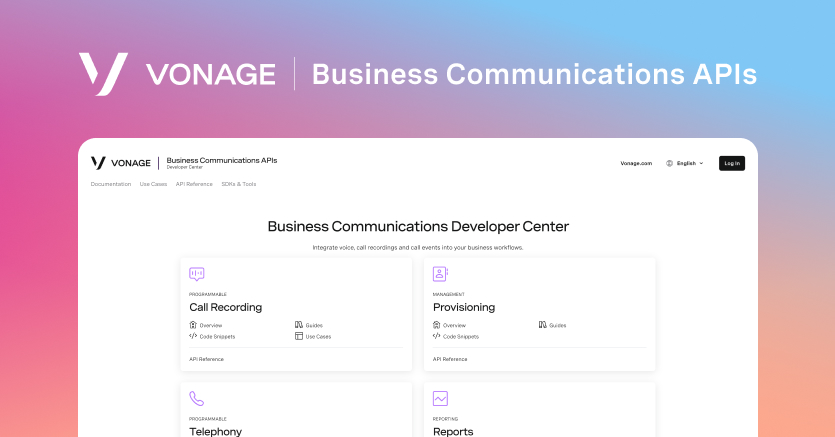 VONAGE | Business Communications APIs
VONAGE | Business Communications APIs
Developer Center
Vonage.com
English
Log In
Documentation Use Cases API Reference SDKs & Tools
Business Communications Developer Center
Integrate voice, call recordings and call events into your business workflows.
PROGRAMMABLE
Call Recording
Overview Guides
Code Snippets Use Cases
API Reference
MANAGEMENT
Provisioning
Overview Guides
Code Snippets
API Reference
PROGRAMMABLE
Telephony
REPORTING
Reports